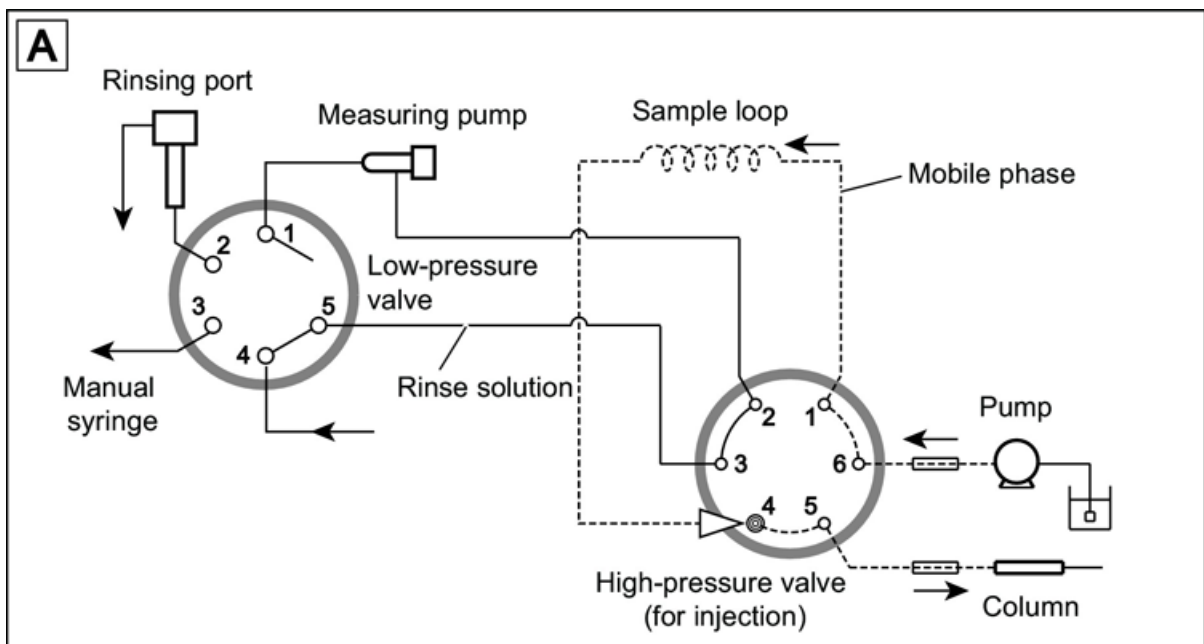 A
Rinsing port
Measuring pump
Sample loop
Mobile phase
1
2
3
4
5
Low-pressure
valve
Manual
syringe
Rinse solution
2
1
3
6
4
5
Pump
High-pressure valve
(for injection)
Column